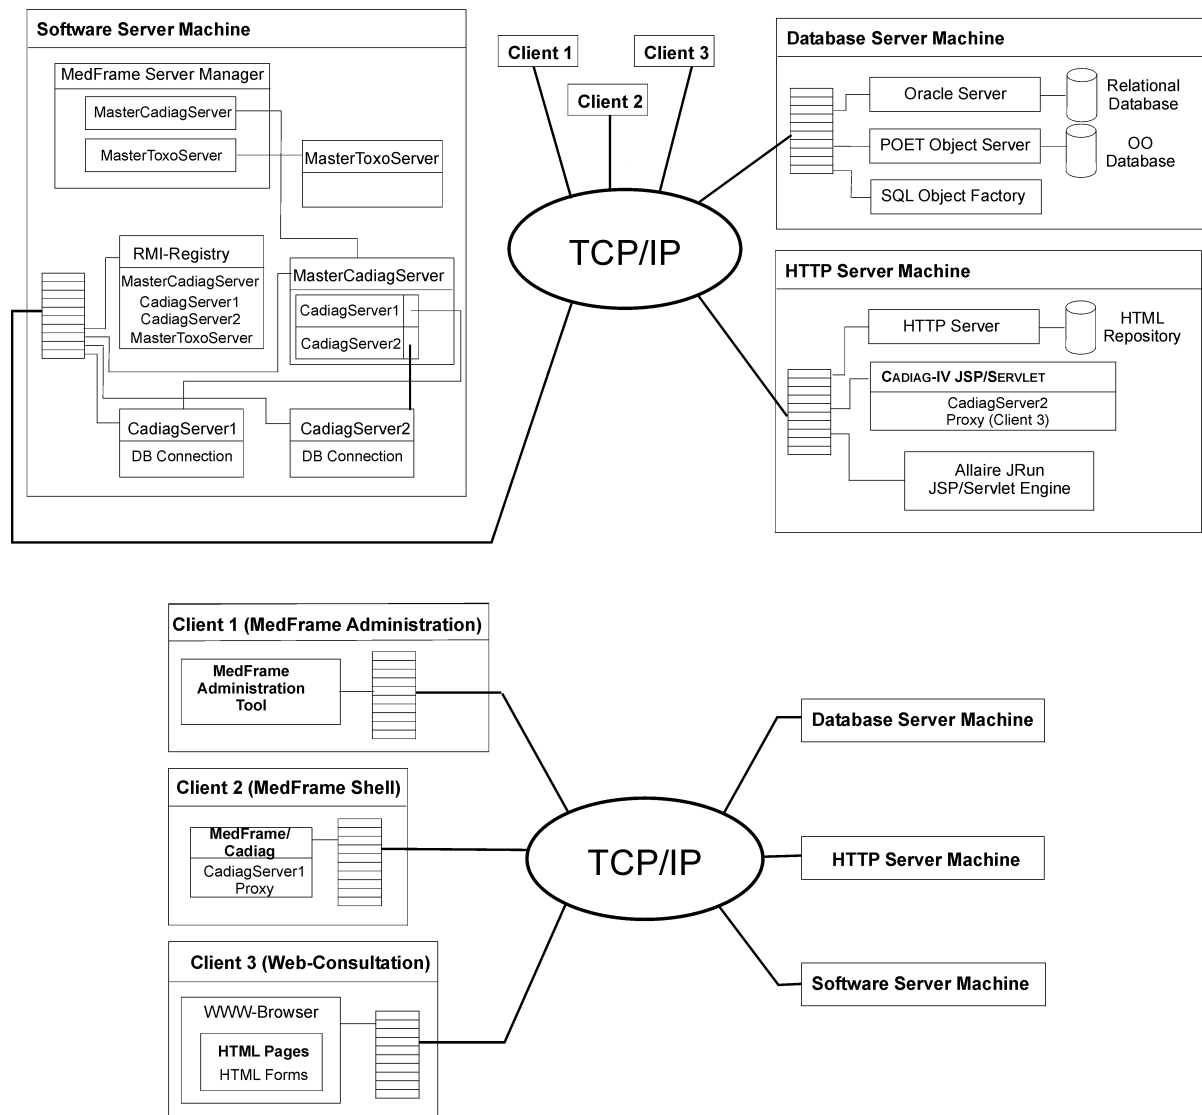 Software Server Machine
MedFrame Server Manager
MasterCadiagServer
MasterToxoServer
MasterToxoServer
RMI-Registry
MasterCadiagServer
CadiagServer1
CadiagServer2
MasterToxoServer
MasterCadiagServer
CadiagServer1
CadiagServer2
CadiagServer1
DB Connection
CadiagServer2
DB Connection
Client 1
Client 2
Client 3
TCP/IP
Database Server Machine
Oracle Server
Relational
Database
POET Object Server
OO
Database
SQL Object Factory
HTTP Server Machine
HTTP Server
HTML
Repository
CADIAG-IV JSP/SERVLET
CadiagServer2
Proxy (Client 3)
Allaire JRun
JSP/Servlet Engine
Client 1 (MedFrame Administration)
MedFrame
Administration
Tool
Client 2 (MedFrame Shell)
MedFrame/
Cadiag
CadiagServer1
Proxy
Client 3 (Web-Consultation)
WWW-Browser
HTML Pages
HTML Forms
TCP/IP
Database Server Machine
HTTP Server Machine
Software Server Machine